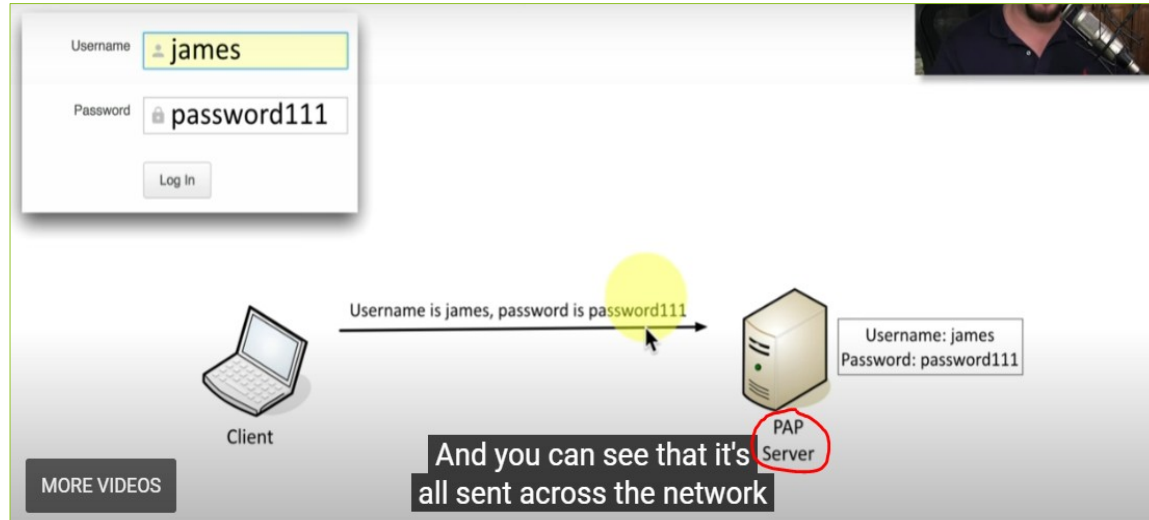 Username
james
Password
password111
Log In
Username is james, password is password111
Username: james
Password: password111
Client
PAP
Server
And you can see that it's
all sent across the network
MORE VIDEOS